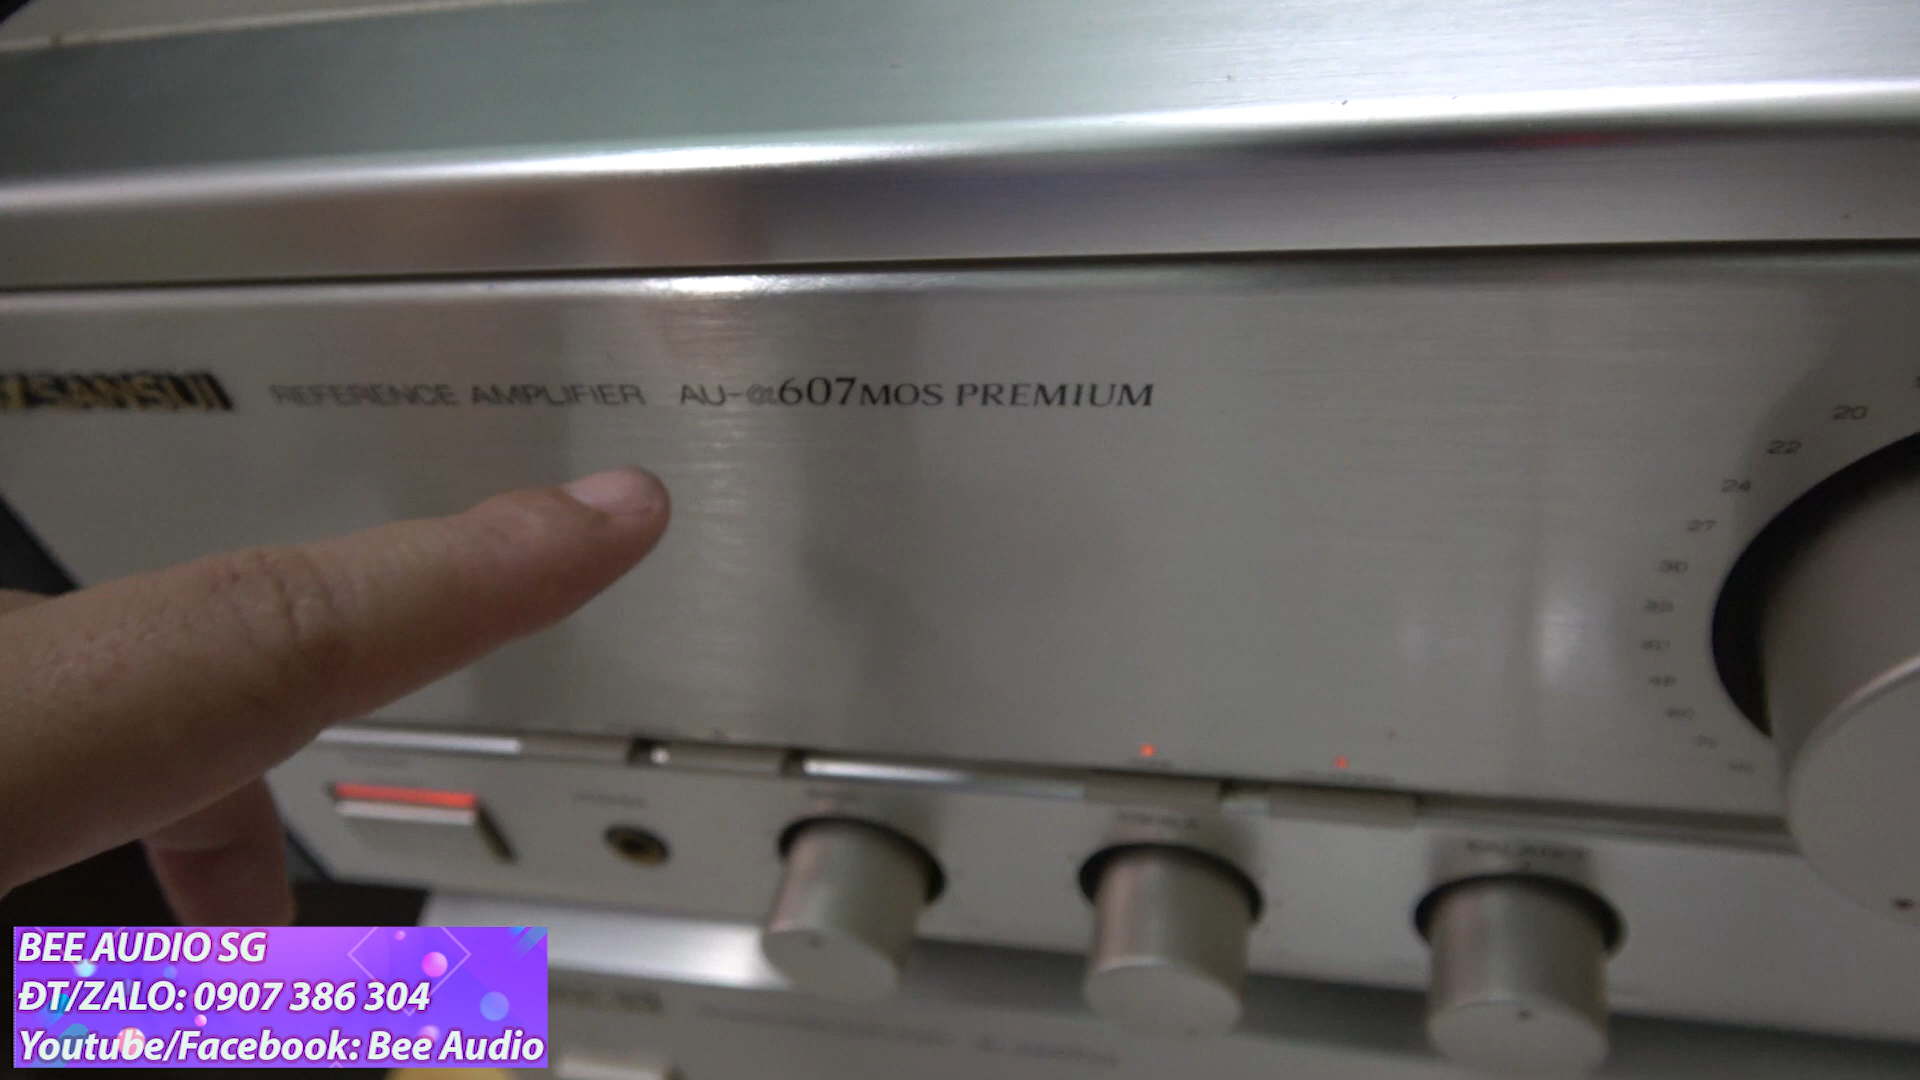 SANSUI REFERENCE AMPLIFIER AU-α607MOS PREMIUM
20
22
24
27
30
BALANCE
BEE AUDIO SG
ĐT/ZALO: 0907 386 304
Youtube/Facebook: Bee Audio